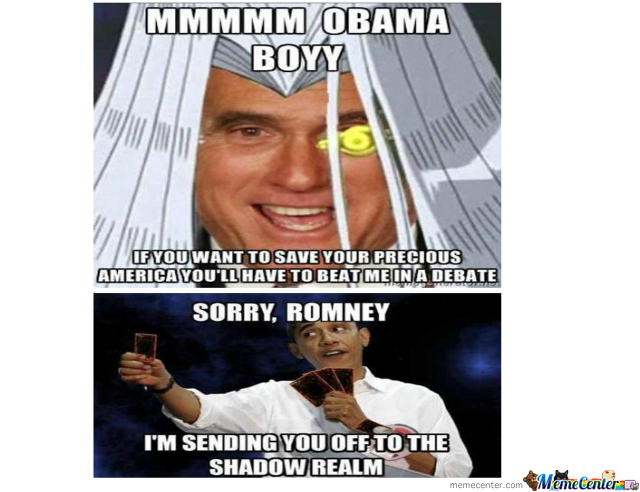 MMMMM OBAMA
BOYY
IF YOU WANT TO SAVE YOUR PRECIOUS
AMERICA YOU'LL HAVE TO BEAT ME IN A DEBATE
SORRY, ROMNEY
I'M SENDING YOU OFF TO THE
SHADOW REALM
memecenter.com MemeCenter